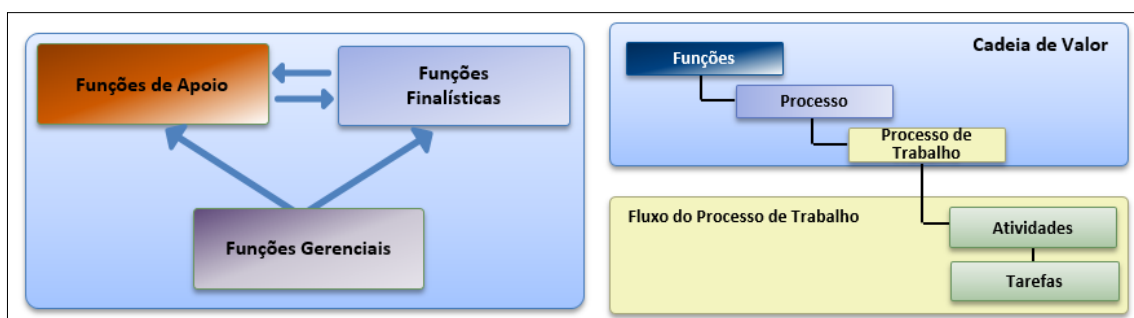 Funções de Apoio
Funções
Finalísticas
Funções Gerenciais
Cadeia de Valor
Funções
Processo
Processo de
Trabalho
Fluxo do Processo de Trabalho
Atividades
Tarefas